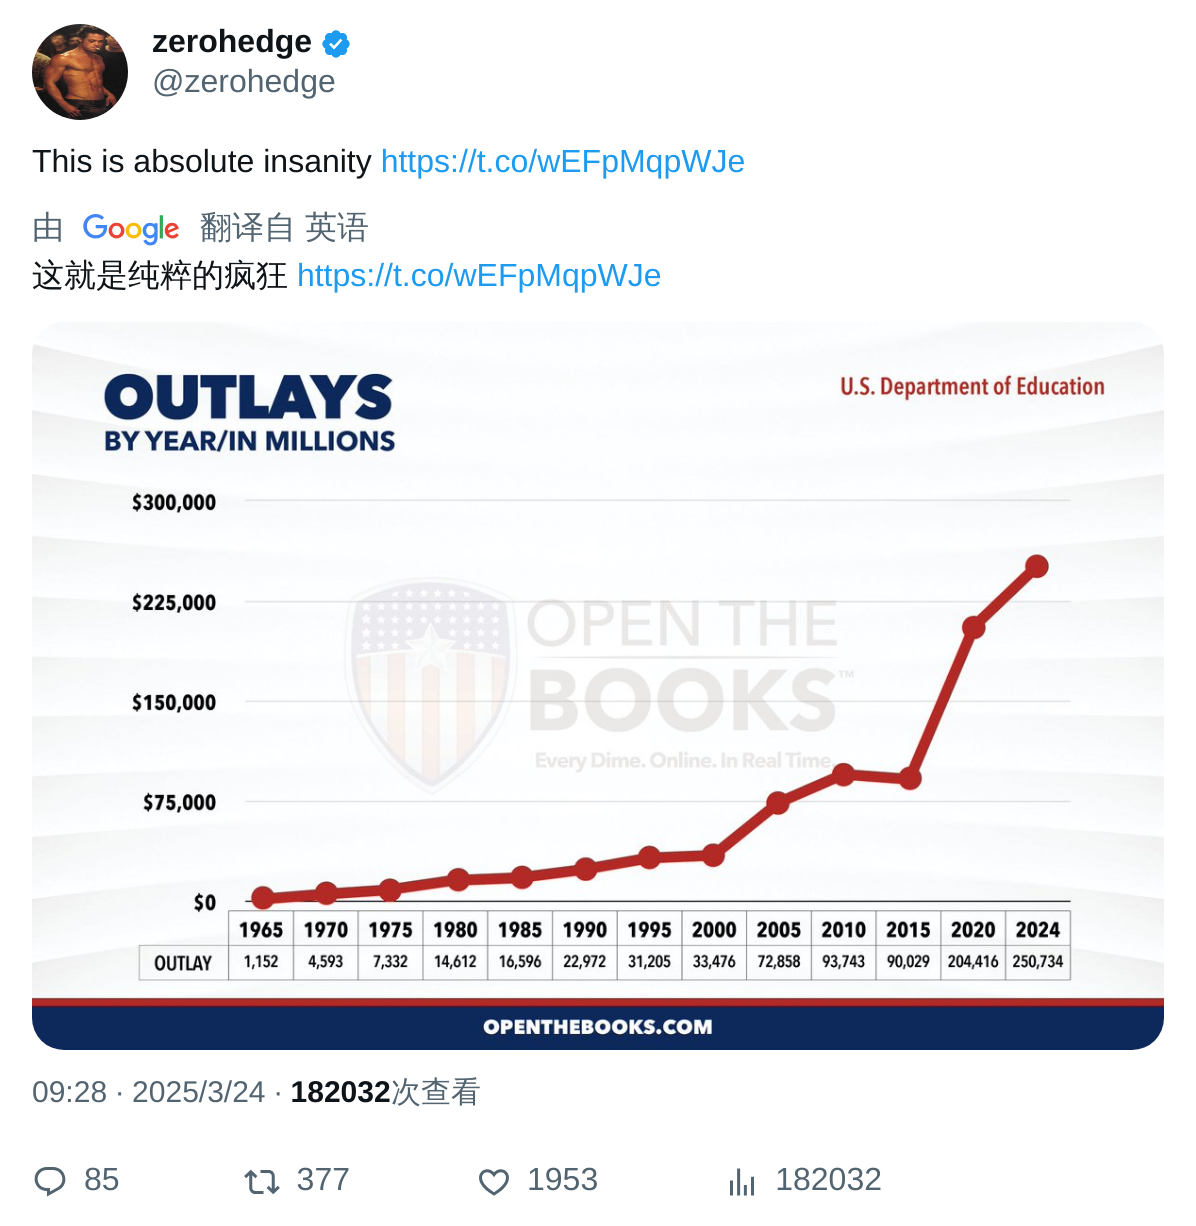 zerohedge
@zerohedge
This is absolute insanity https://t.co/wEFpMqpWJe
由 Google 翻译自 英语
这就是纯粹的疯狂 https://t.co/wEFpMqpWJe
OUTLAYS
BY YEAR/IN MILLIONS
U.S. Department of Education
$300,000
$225,000
$150,000
$75,000
$0
OPEN THE
BOOKS™
Every Dime. Online. In Real Time.
1965 1970 1975 1980 1985 1990 1995 2000 2005 2010 2015 2020 2024
OUTLAY 1,152 4,593 7,332 14,612 16,596 22,972 31,205 33,476 72,858 93,743 90,029 204,416 250,734
OPENTHEBOOKS.COM
09:28 · 2025/3/24 · 182032次查看
85 377 1953 182032